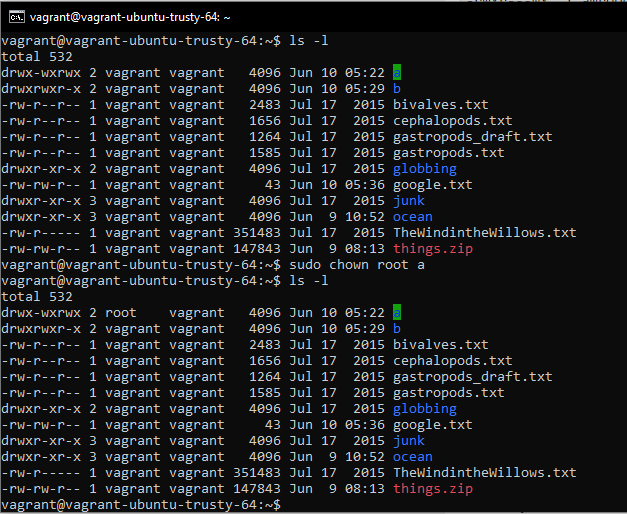 vagrant@vagrant-ubuntu-trusty-64: ~
vagrant@vagrant-ubuntu-trusty-64:~$ ls -l
total 532
drwx-wxrwx 2 vagrant vagrant   4096 Jun 10 05:22 a
drwxrwxr-x 2 vagrant vagrant   4096 Jun 10 05:29 b
-rw-r--r-- 1 vagrant vagrant   2483 Jul 17  2015 bivalves.txt
-rw-r--r-- 1 vagrant vagrant   1656 Jul 17  2015 cephalopods.txt
-rw-r--r-- 1 vagrant vagrant   1264 Jul 17  2015 gastropods_draft.txt
-rw-r--r-- 1 vagrant vagrant   1585 Jul 17  2015 gastropods.txt
drwxr-xr-x 2 vagrant vagrant   4096 Jul 17  2015 globbing
-rw-rw-r-- 1 vagrant vagrant     43 Jun 10 05:36 google.txt
drwxr-xr-x 3 vagrant vagrant   4096 Jul 17  2015 junk
drwxr-xr-x 3 vagrant vagrant   4096 Jun  9 10:52 ocean
-rw-r----- 1 vagrant vagrant 351483 Jul 17  2015 TheWindintheWillows.txt
-rw-rw-r-- 1 vagrant vagrant 147843 Jun  9 08:13 things.zip
vagrant@vagrant-ubuntu-trusty-64:~$ sudo chown root a
vagrant@vagrant-ubuntu-trusty-64:~$ ls -l
total 532
drwx-wxrwx 2 root    vagrant   4096 Jun 10 05:22 a
drwxrwxr-x 2 vagrant vagrant   4096 Jun 10 05:29 b
-rw-r--r-- 1 vagrant vagrant   2483 Jul 17  2015 bivalves.txt
-rw-r--r-- 1 vagrant vagrant   1656 Jul 17  2015 cephalopods.txt
-rw-r--r-- 1 vagrant vagrant   1264 Jul 17  2015 gastropods_draft.txt
-rw-r--r-- 1 vagrant vagrant   1585 Jul 17  2015 gastropods.txt
drwxr-xr-x 2 vagrant vagrant   4096 Jul 17  2015 globbing
-rw-rw-r-- 1 vagrant vagrant     43 Jun 10 05:36 google.txt
drwxr-xr-x 3 vagrant vagrant   4096 Jul 17  2015 junk
drwxr-xr-x 3 vagrant vagrant   4096 Jun  9 10:52 ocean
-rw-r----- 1 vagrant vagrant 351483 Jul 17  2015 TheWindintheWillows.txt
-rw-rw-r-- 1 vagrant vagrant 147843 Jun  9 08:13 things.zip
vagrant@vagrant-ubuntu-trusty-64:~$